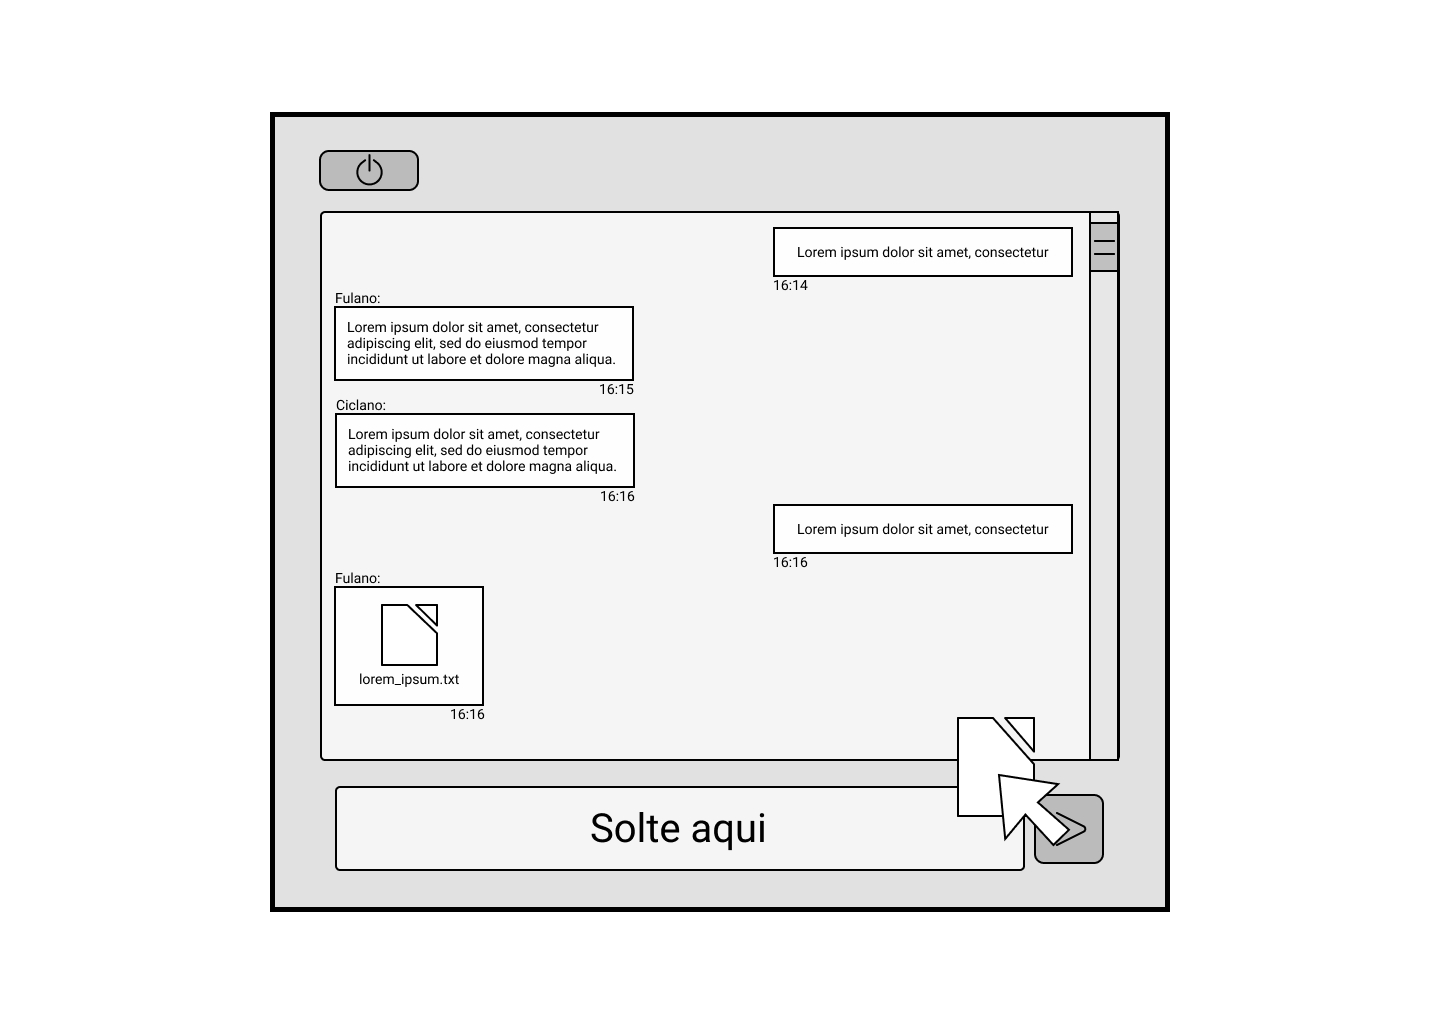 Lorem ipsum dolor sit amet, consectetur
16:14
Fulano:
Lorem ipsum dolor sit amet, consectetur
adipiscing elit, sed do eiusmod tempor
incididunt ut labore et dolore magna aliqua.
16:15
Ciclano:
Lorem ipsum dolor sit amet, consectetur
adipiscing elit, sed do eiusmod tempor
incididunt ut labore et dolore magna aliqua.
16:16
Lorem ipsum dolor sit amet, consectetur
16:16
Fulano:
lorem_ipsum.txt
16:16
Solte aqui